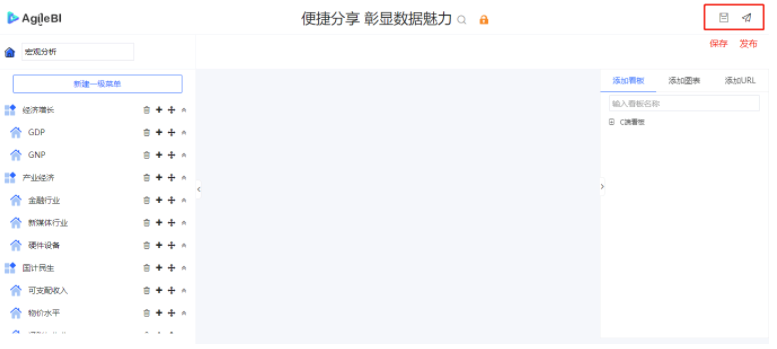 AgileBI
便捷分享 彰显数据魅力
保存 发布
宏观分析
新建一级菜单
添加看板 添加图表 添加URL
输入看板名称
C端看板
经济增长
GDP
GNP
产业经济
金融行业
新媒体行业
硬件设备
国计民生
可支配收入
物价水平